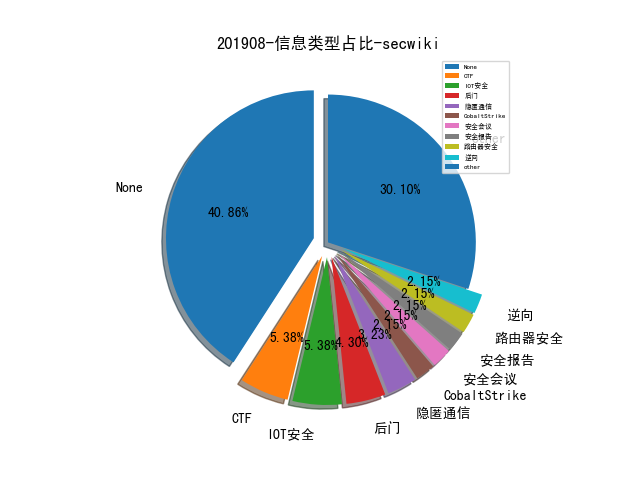 201908-信息类型占比-secwiki
None
CTF
IOT安全
后门
隐匿通信
CobaltStrike
安全会议
安全报告
路由器安全
逆向
other
None
40.86%
30.10%
5.38%
5.38%
4.30%
3.23%
2.15%
2.15%
2.15%
2.15%
2.15%
CTF
IOT安全
后门
隐匿通信
CobaltStrike
安全会议
安全报告
路由器安全
逆向